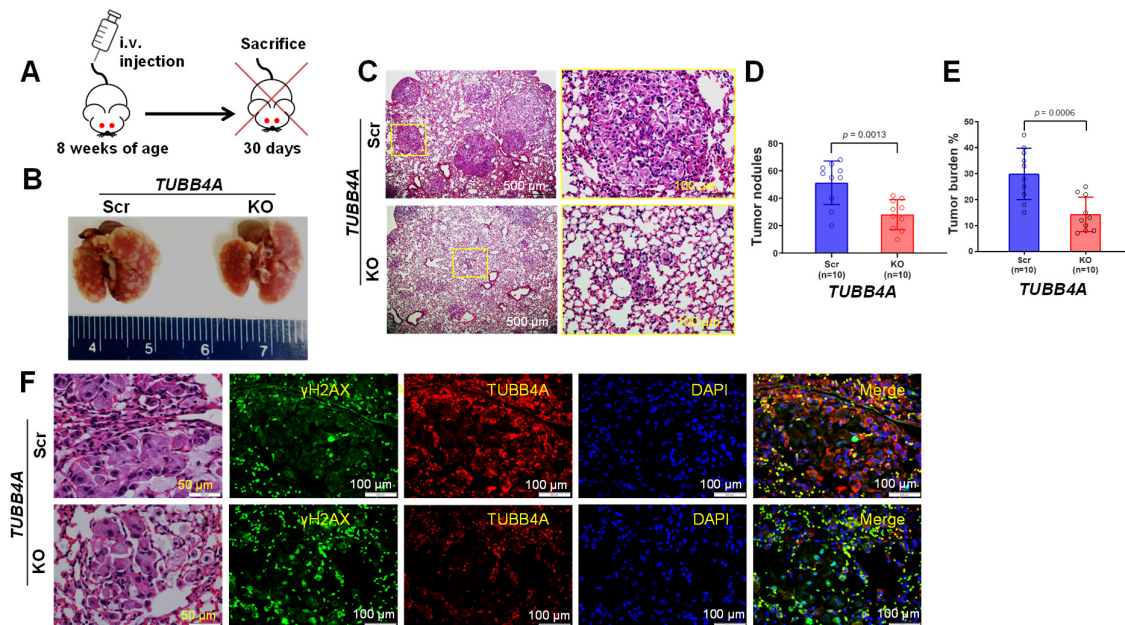 A
i.v.
injection
Sacrifice
8 weeks of age
30 days
B
TUBB4A
Scr
KO
4
5
6
7
C
TUBB4A
Scr
KO
500 µm
100 µm
500 µm
100 µm
D
p = 0.0013
Tumor nodules
80
60
40
20
0
Scr
(n=10)
KO
(n=10)
TUBB4A
E
p = 0.0006
Tumor burden %
50
40
30
20
10
0
Scr
(n=10)
KO
(n=10)
TUBB4A
F
TUBB4A
Scr
KO
50 µm
γH2AX
100 µm
TUBB4A
100 µm
DAPI
100 µm
Merge
100 µm
50 µm
γH2AX
100 µm
TUBB4A
100 µm
DAPI
100 µm
Merge
100 µm